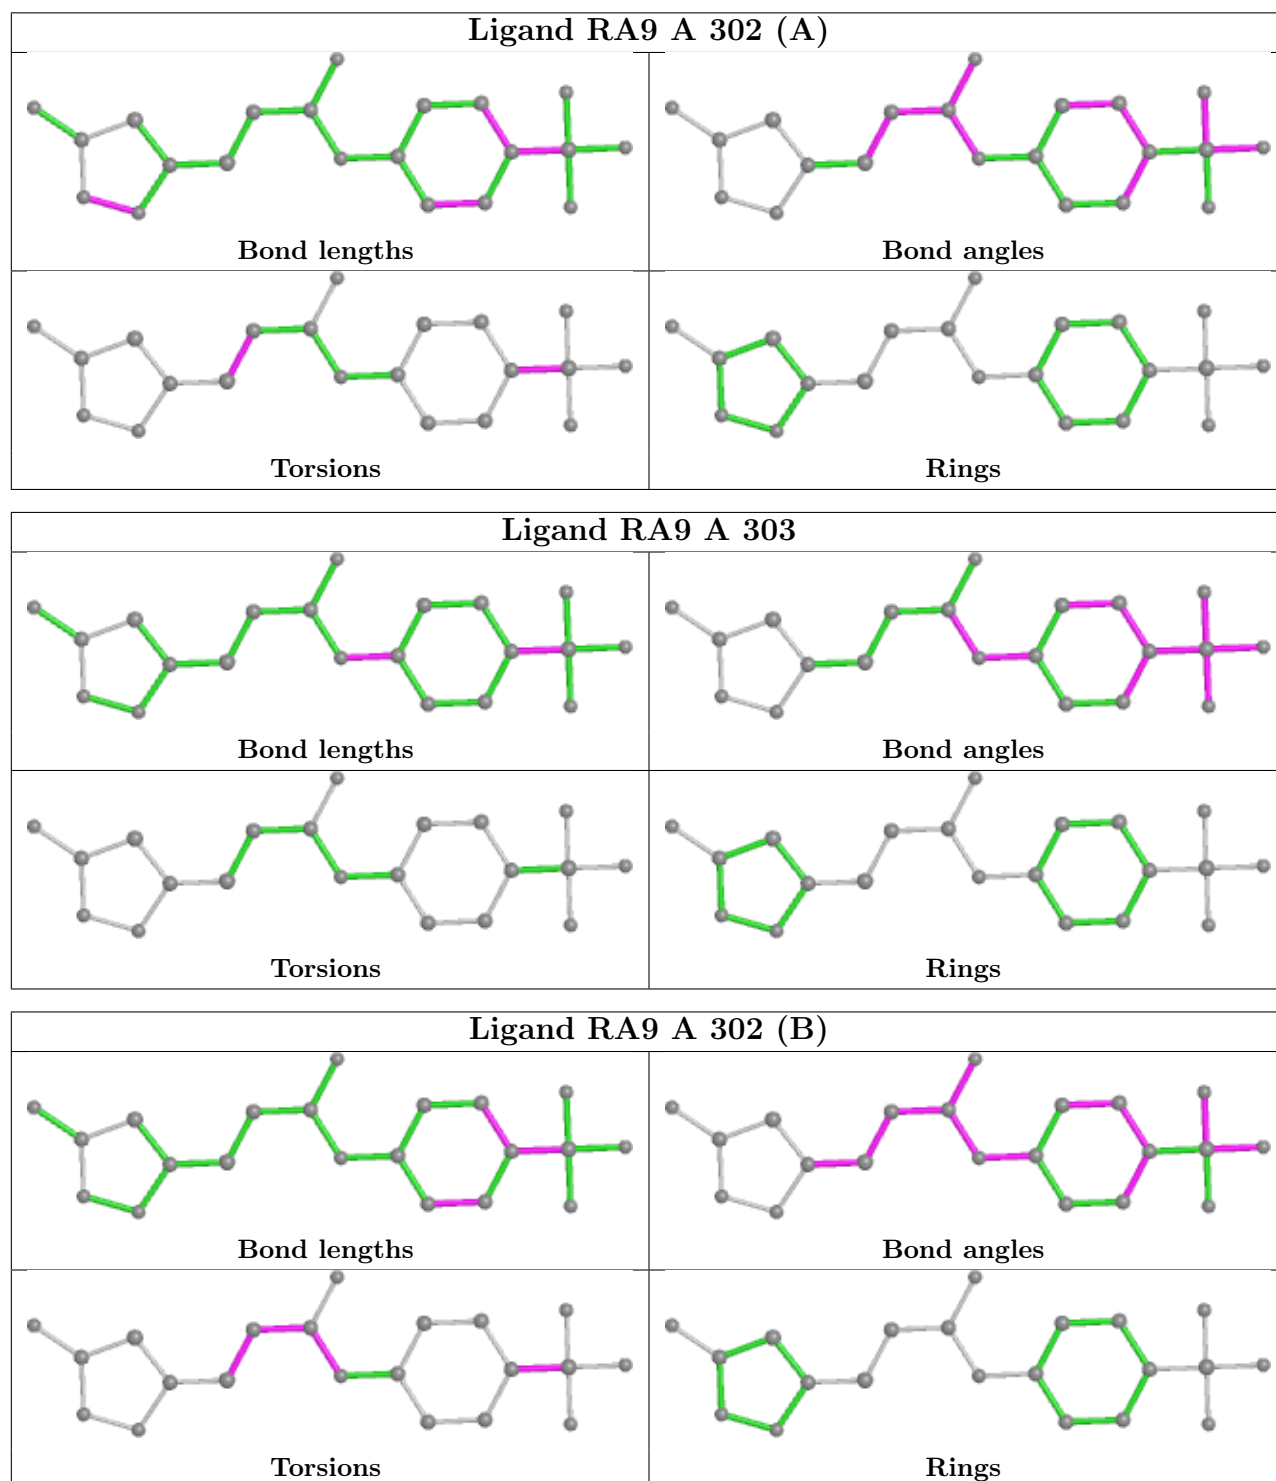 Ligand RA9 A 302 (A)
Bond lengths
Bond angles
Torsions
Rings
Ligand RA9 A 303
Bond lengths
Bond angles
Torsions
Rings
Ligand RA9 A 302 (B)
Bond lengths
Bond angles
Torsions
Rings